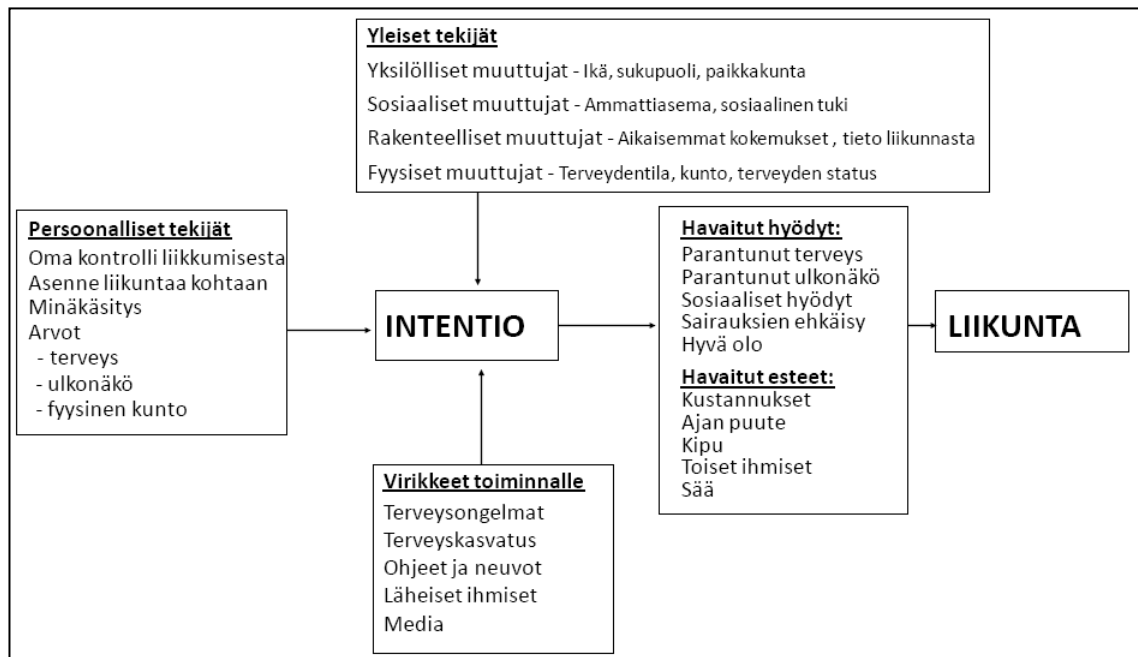 Yleiset tekijät
Yksilölliset muuttujat - Ikä, sukupuoli, paikkakunta
Sosiaaliset muuttujat - Ammattiasema, sosiaalinen tuki
Rakenteelliset muuttujat - Aikaisemmat kokemukset , tieto liikunnasta
Fyysiset muuttujat - Terveydentila, kunto, terveyden status
Persoonalliset tekijät
Oma kontrolli liikkumisesta
Asenne liikuntaa kohtaan
Minäkäsitys
Arvot
- terveys
- ulkonäkö
- fyysinen kunto
INTENTIO
Virikkeet toiminnalle
Terveysongelmat
Terveyskasvatus
Ohjeet ja neuvot
Läheiset ihmiset
Media
Havaitut hyödyt:
Parantunut terveys
Parantunut ulkonäkö
Sosiaaliset hyödyt
Sairauksien ehkäisy
Hyvä olo
Havaitut esteet:
Kustannukset
Ajan puute
Kipu
Toiset ihmiset
Sää
LIIKUNTA